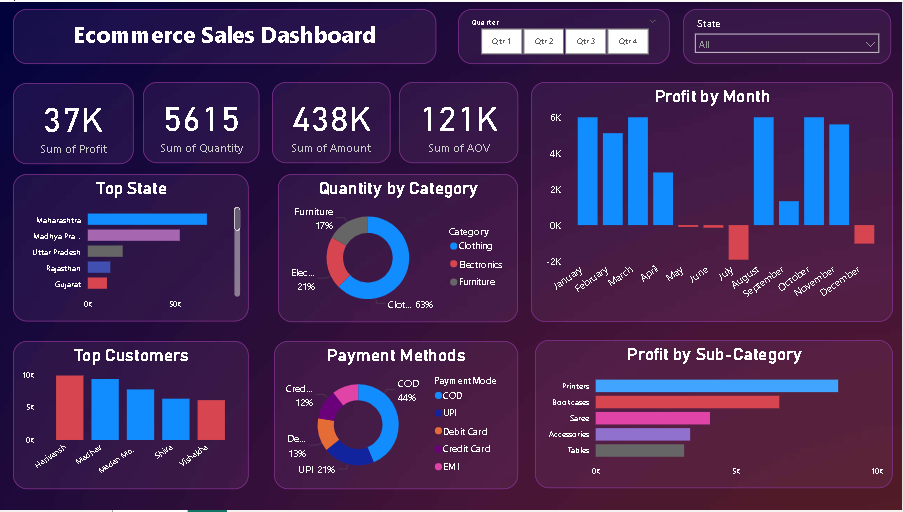 Ecommerce Sales Dashboard
Quarter
Qtr 1 Qtr 2 Qtr 3 Qtr 4
State
All
37K
Sum of Profit
5615
Sum of Quantity
438K
Sum of Amount
121K
Sum of AOV
Profit by Month
6K
4K
2K
0K
-2K
January February March April May June July August September October November December
Top State
Maharashtra
Madhya Pra...
Uttar Pradesh
Rajasthan
Gujarat
0K 50K
Quantity by Category
Furniture
17%
Elec...
21%
Clot... 63%
Category
Clothing
Electronics
Furniture
Top Customers
10K
5K
0K
Harivansh Madhav Madan Mo... Shiva Vishakha
Payment Methods
Cred...
12%
De...
13%
UPI 21%
COD
44%
Payment Mode
COD
UPI
Debit Card
Credit Card
EMI
Profit by Sub-Category
Printers
Bookcases
Saree
Accessories
Tables
0K 5K 10K